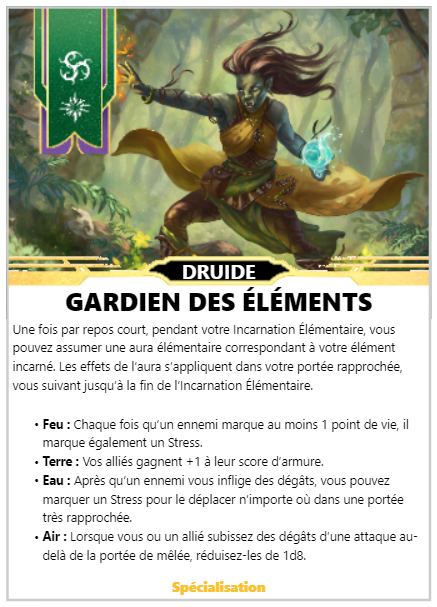 DRUIDE
GARDIEN DES ÉLÉMENTS
Une fois par repos court, pendant votre Incarnation Élémentaire, vous
pouvez assumer une aura élémentaire correspondant à votre élément
incarné. Les effets de l'aura s'appliquent dans votre portée rapprochée,
vous suivant jusqu'à la fin de l'Incarnation Élémentaire.
• Feu : Chaque fois qu'un ennemi marque au moins 1 point de vie, il
marque également un Stress.
• Terre : Vos alliés gagnent +1 à leur score d'armure.
• Eau : Après qu'un ennemi vous inflige des dégâts, vous pouvez
marquer un Stress pour le déplacer n'importe où dans une portée
très rapprochée.
• Air : Lorsque vous ou un allié subissez des dégâts d'une attaque au-
delà de la portée de mêlée, réduisez-les de 1d8.
Spécialisation